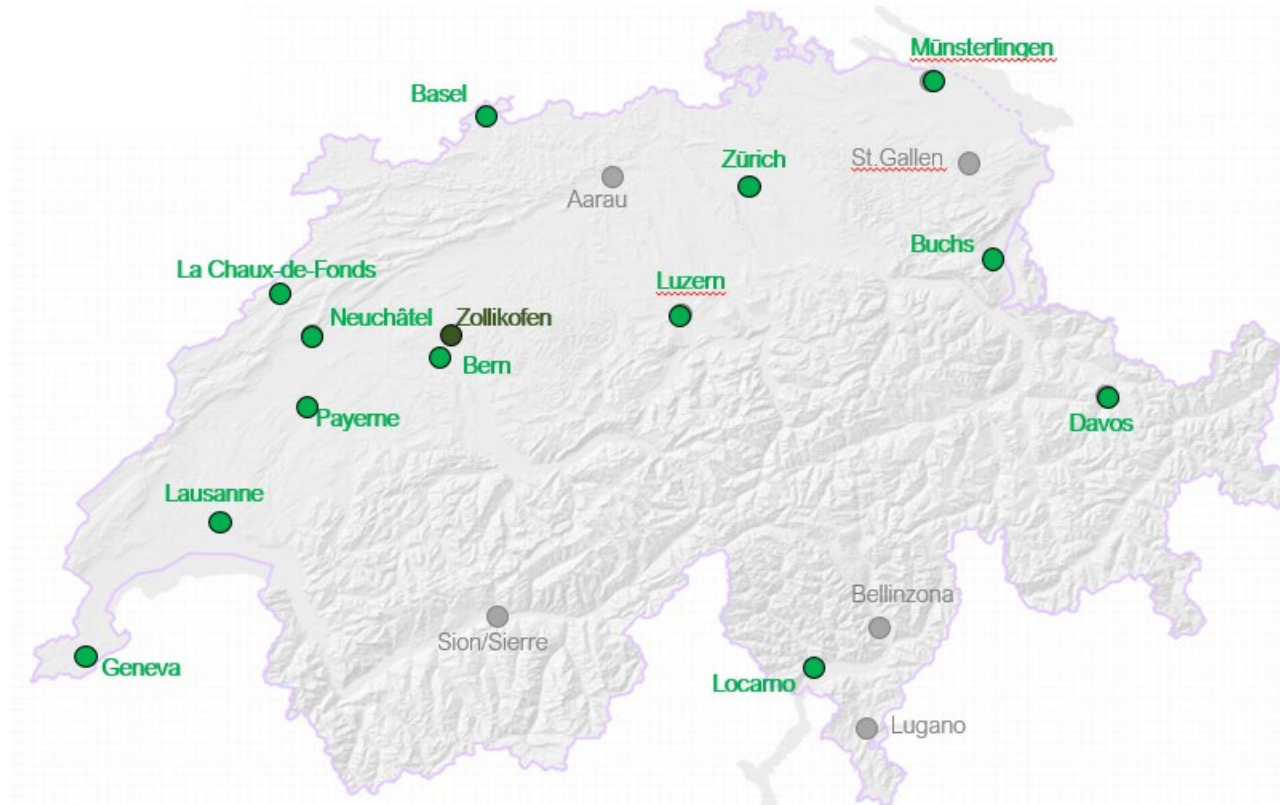 Münsterlingen
Basel
Zürich
St.Gallen
Aarau
Buchs
La Chaux-de-Fonds
Luzern
Neuchâtel
Zollikofen
Bern
Payerne
Davos
Lausanne
Bellinzona
Sion/Sierre
Geneva
Locarno
Lugano